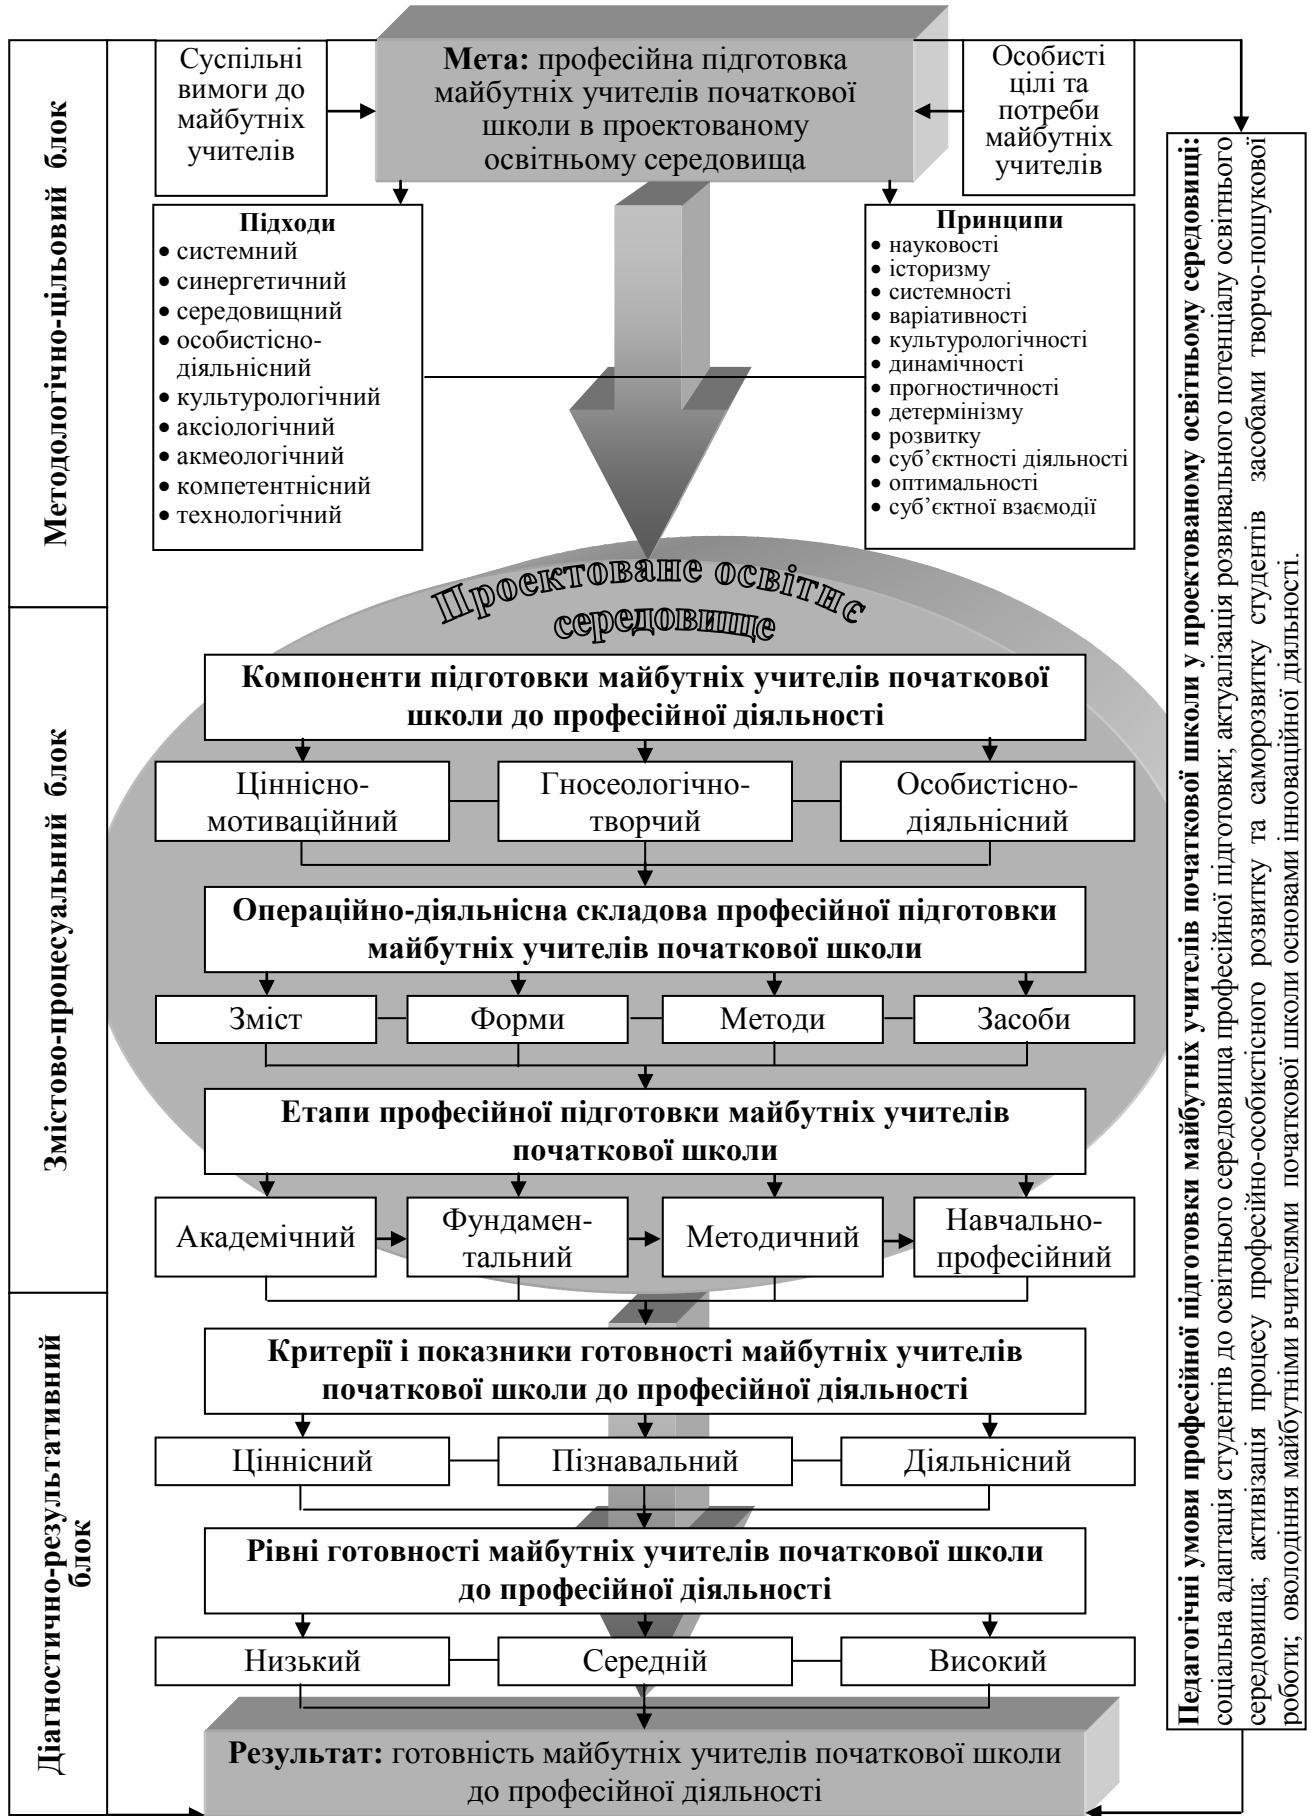 Методологічно-цільовий блок
Суспільні
вимоги до
майбутніх
учителів
Мета: професійна підготовка
майбутніх учителів початкової
школи в проектованому
освітньому середовища
Особисті
цілі та
потреби
майбутніх
учителів
Підходи
• системний
• синергетичний
• середовищний
• особистісно-
діяльнісний
• культурологічний
• аксіологічний
• акмеологічний
• компетентнісний
• технологічний
Принципи
• науковості
• історизму
• системності
• варіативності
• культурологічності
• динамічності
• прогностичності
• детермінізму
• розвитку
• суб’єктності діяльності
• оптимальності
• суб’єктної взаємодії
Змістово-процесуальний блок
Проектоване освітнє
середовище
Компоненти підготовки майбутніх учителів початкової
школи до професійної діяльності
Ціннісно-
мотиваційний
Гносеологічно-
творчий
Особистісно-
діяльнісний
Операційно-діяльнісна складова професійної підготовки
майбутніх учителів початкової школи
Зміст
Форми
Методи
Засоби
Етапи професійної підготовки майбутніх учителів
початкової школи
Академічний
Фундамен-
тальний
Методичний
Навчально-
професійний
Діагностично-результативний
блок
Критерії і показники готовності майбутніх учителів
початкової школи до професійної діяльності
Ціннісний
Пізнавальний
Діяльнісний
Рівні готовності майбутніх учителів початкової школи
до професійної діяльності
Низький
Середній
Високий
Результат: готовність майбутніх учителів початкової школи
до професійної діяльності
Педагогічні умови професійної підготовки майбутніх учителів початкової школи у проектованому освітньому середовищі:
соціальна адаптація студентів до освітнього середовища професійної підготовки; актуалізація розвивального потенціалу освітнього
середовища; активізація процесу професійно-особистісного розвитку та саморозвитку студентів засобами творчо-пошукової
роботи; оволодіння майбутніми вчителями початкової школи основами інноваційної діяльності.